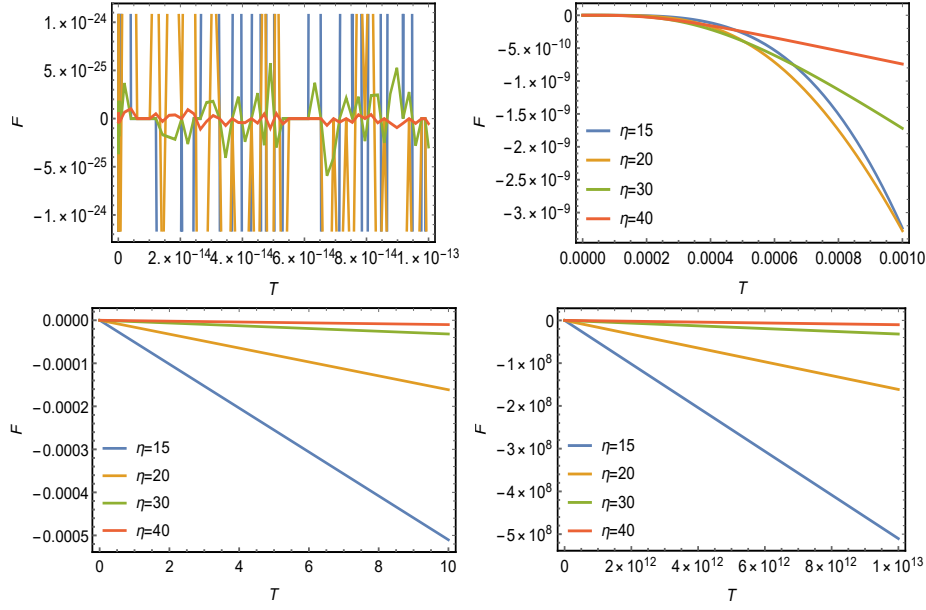 1.×10⁻²⁴
5.×10⁻²⁵
0
-5.×10⁻²⁵
-1.×10⁻²⁴
F
0 2.×10⁻¹⁴ 4.×10⁻¹⁴ 6.×10⁻¹⁴ 8.×10⁻¹⁴ 1.×10⁻¹³
T
0
-5.×10⁻¹⁰
-1.×10⁻⁹
-1.×10⁻⁹
-2.×10⁻⁹
-2.×10⁻⁹
-3.×10⁻⁹
F
η=15
η=20
η=30
η=40
0.0000 0.0002 0.0004 0.0006 0.0008 0.0010
T
0.0000
-0.0001
-0.0002
-0.0003
-0.0004
-0.0005
F
η=15
η=20
η=30
η=40
0 2 4 6 8 10
T
0
-1×10⁸
-2×10⁸
-3×10⁸
-4×10⁸
-5×10⁸
F
η=15
η=20
η=30
η=40
0 2×10¹² 4×10¹² 6×10¹² 8×10¹² 1×10¹³
T